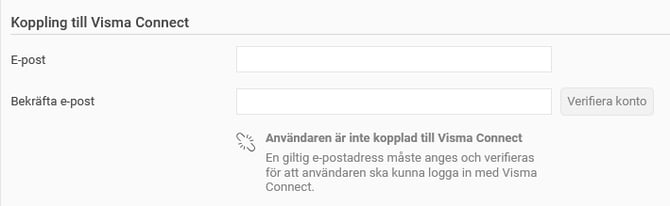 Koppling till Visma Connect
E-post
Bekräfta e-post
Verifiera konto
Användaren är inte kopplad till Visma Connect
En giltig e-postadress måste anges och verifieras
för att användaren ska kunna logga in med Visma
Connect.